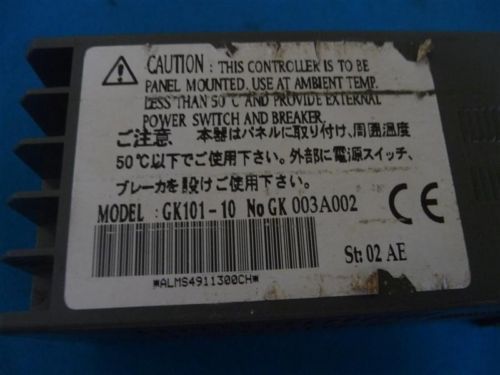 CAUTION : THIS CONTROLLER IS TO BE
PANEL MOUNTED. USE AT AMBIENT TEMP.
LESS THAN 50℃ AND PROVIDE EXTERNAL
POWER SWITCH AND BREAKER.
ご注意 本器はパネルに取り付け、周囲温度
50℃以下でご使用下さい。外部に電源スイッチ、
ブレーカを設けご使用下さい。
MODEL : GK101-10 No GK 003A002
CE
St: 02 AE
*ALMS4911300CH*